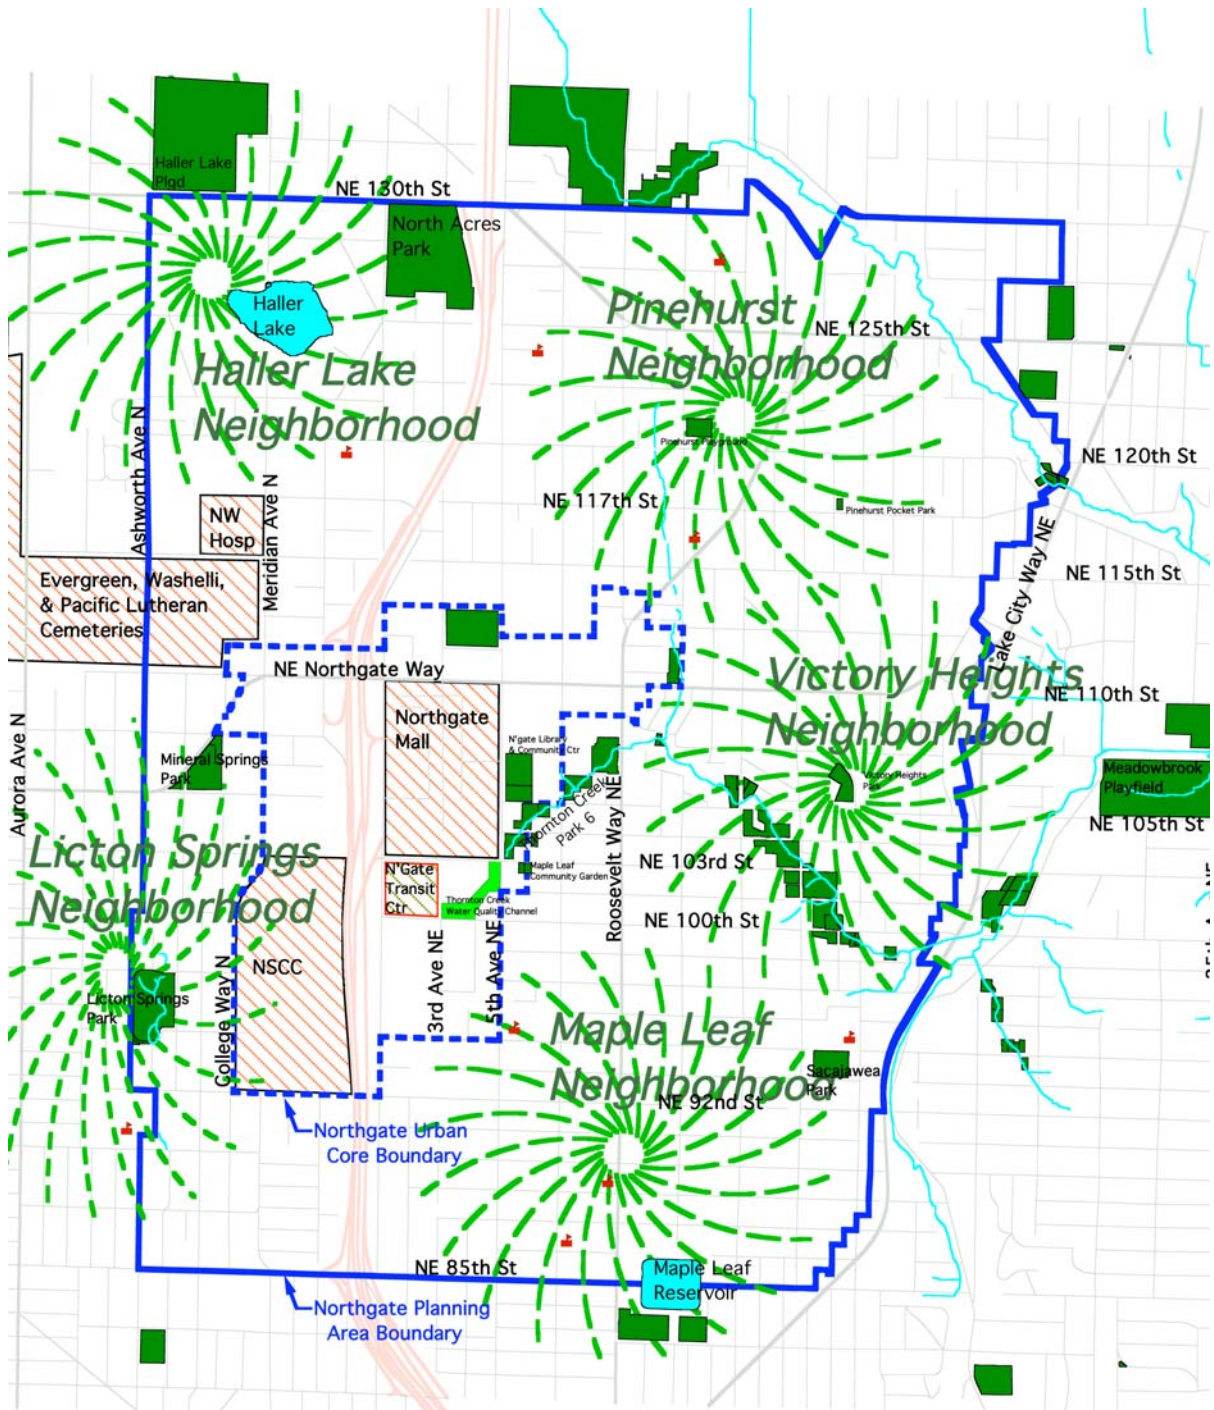 Haller Lake
Plgd
NE 130th St
North Acres
Park
Haller
Lake
Pinehurst
Neighborhood
NE 125th St
Haller Lake
Neighborhood
Ashworth Ave N
Pinehurst Playground
NE 120th St
Meridian Ave N
NE 117th St
Pinehurst Pocket Park
NW
Hosp
Lake City Way NE
NE 115th St
Evergreen, Washelli,
& Pacific Lutheran
Cemeteries
NE Northgate Way
Victory Heights
Neighborhood
NE 110th St
Aurora Ave N
Northgate
Mall
N'gate Library
& Community Ctr
Mineral Springs
Park
Victory Heights
Park
Meadowbrook
Playfield
Thornton Creek
Park 6
Roosevelt Way NE
NE 105th St
Licton Springs
Neighborhood
N'Gate
Transit
Ctr
Maple Leaf
Community Garden
NE 103rd St
Thornton Creek
Water Quality Channel
NE 100th St
NSCC
College Way N
3rd Ave NE
5th Ave NE
Licton Springs
Park
Maple Leaf
Neighborhood
Sacajawea
Park
NE 92nd St
Northgate Urban
Core Boundary
NE 85th St
Maple Leaf
Reservoir
Northgate Planning
Area Boundary